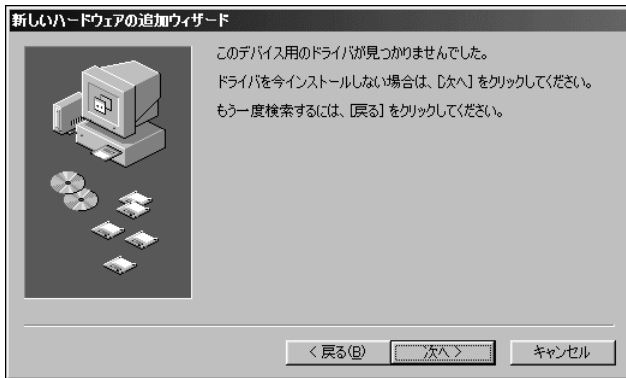 新しいハードウェアの追加ウィザード
このデバイス用のドライバが見つかりませんでした。
ドライバを今インストールしない場合は、[次へ] をクリックしてください。
もう一度検索するには、[戻る] をクリックしてください。
< 戻る(B)
次へ >
キャンセル